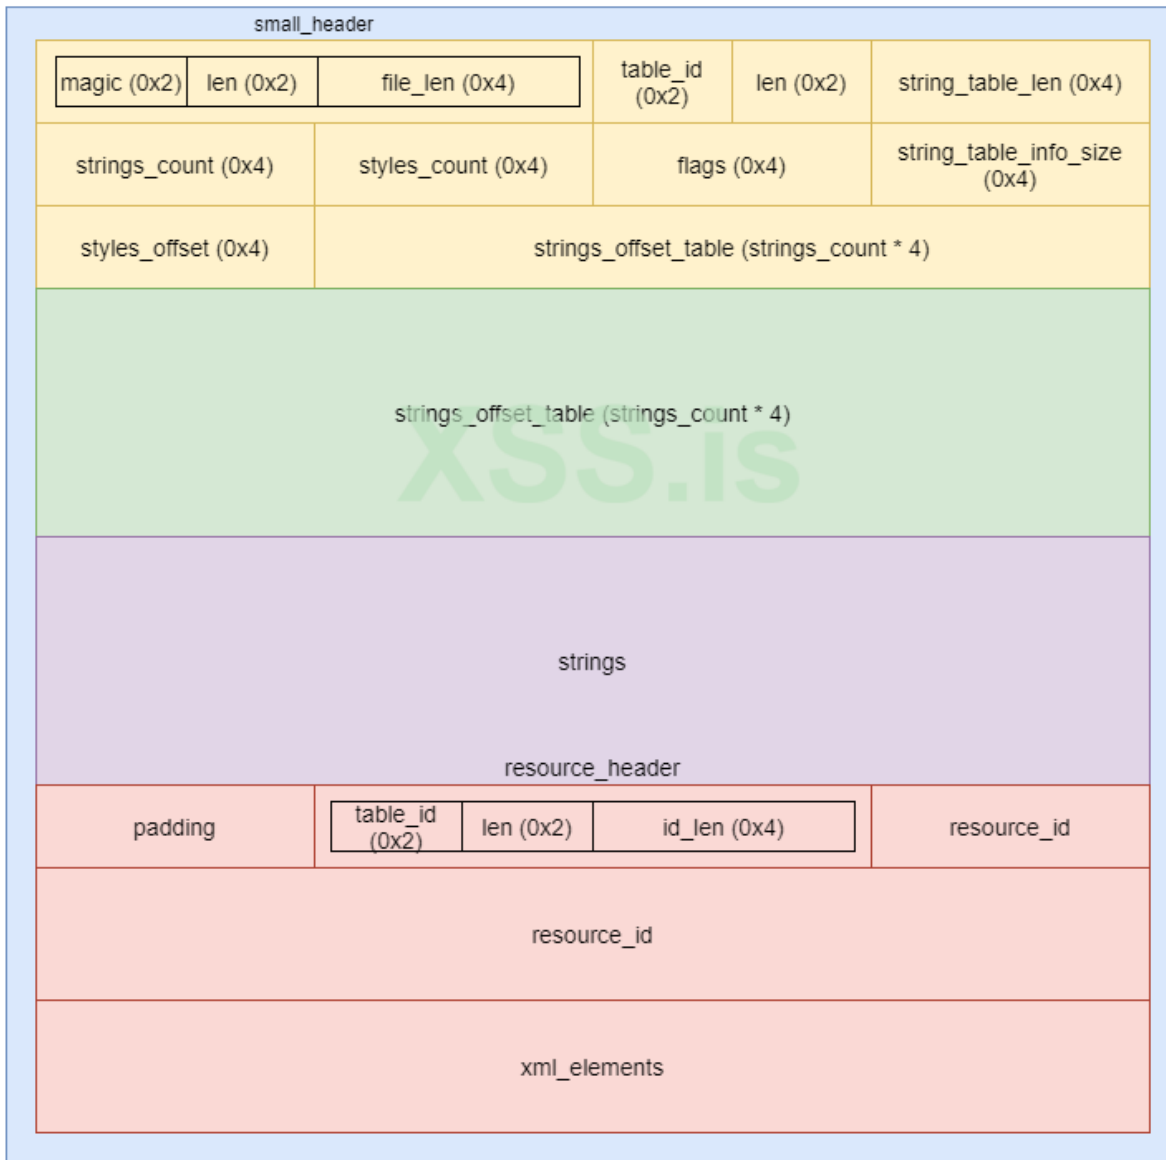 small_header
magic (0x2) len (0x2) file_len (0x4) table_id len (0x2) string_table_len (0x4)
(0x2)
strings_count (0x4) styles_count (0x4) flags (0x4) string_table_info_size
(0x4)
styles_offset (0x4) strings_offset_table (strings_count * 4)
strings_offset_table (strings_count * 4)
XSS.is
strings
resource_header
padding table_id len (0x2) id_len (0x4) resource_id
(0x2)
resource_id
xml_elements